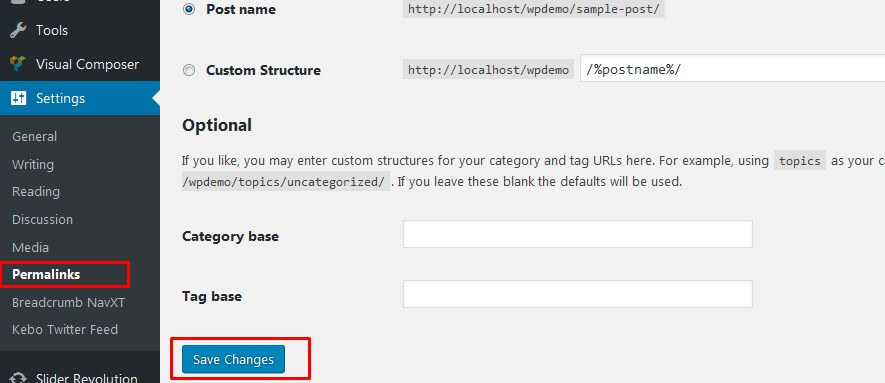 Post name
http://localhost/wpdemo/sample-post/
Tools
Visual Composer
Custom Structure
http://localhost/wpdemo
/%postname%/
Settings
Optional
General
If you like, you may enter custom structures for your category and tag URLs here. For example, using topics as your
/wpdemo/topics/uncategorized/ . If you leave these blank the defaults will be used.
Writing
Reading
Discussion
Category base
Media
Permalinks
Tag base
Breadcrumb NavXT
Kebo Twitter Feed
Save Changes
Slider Revolution